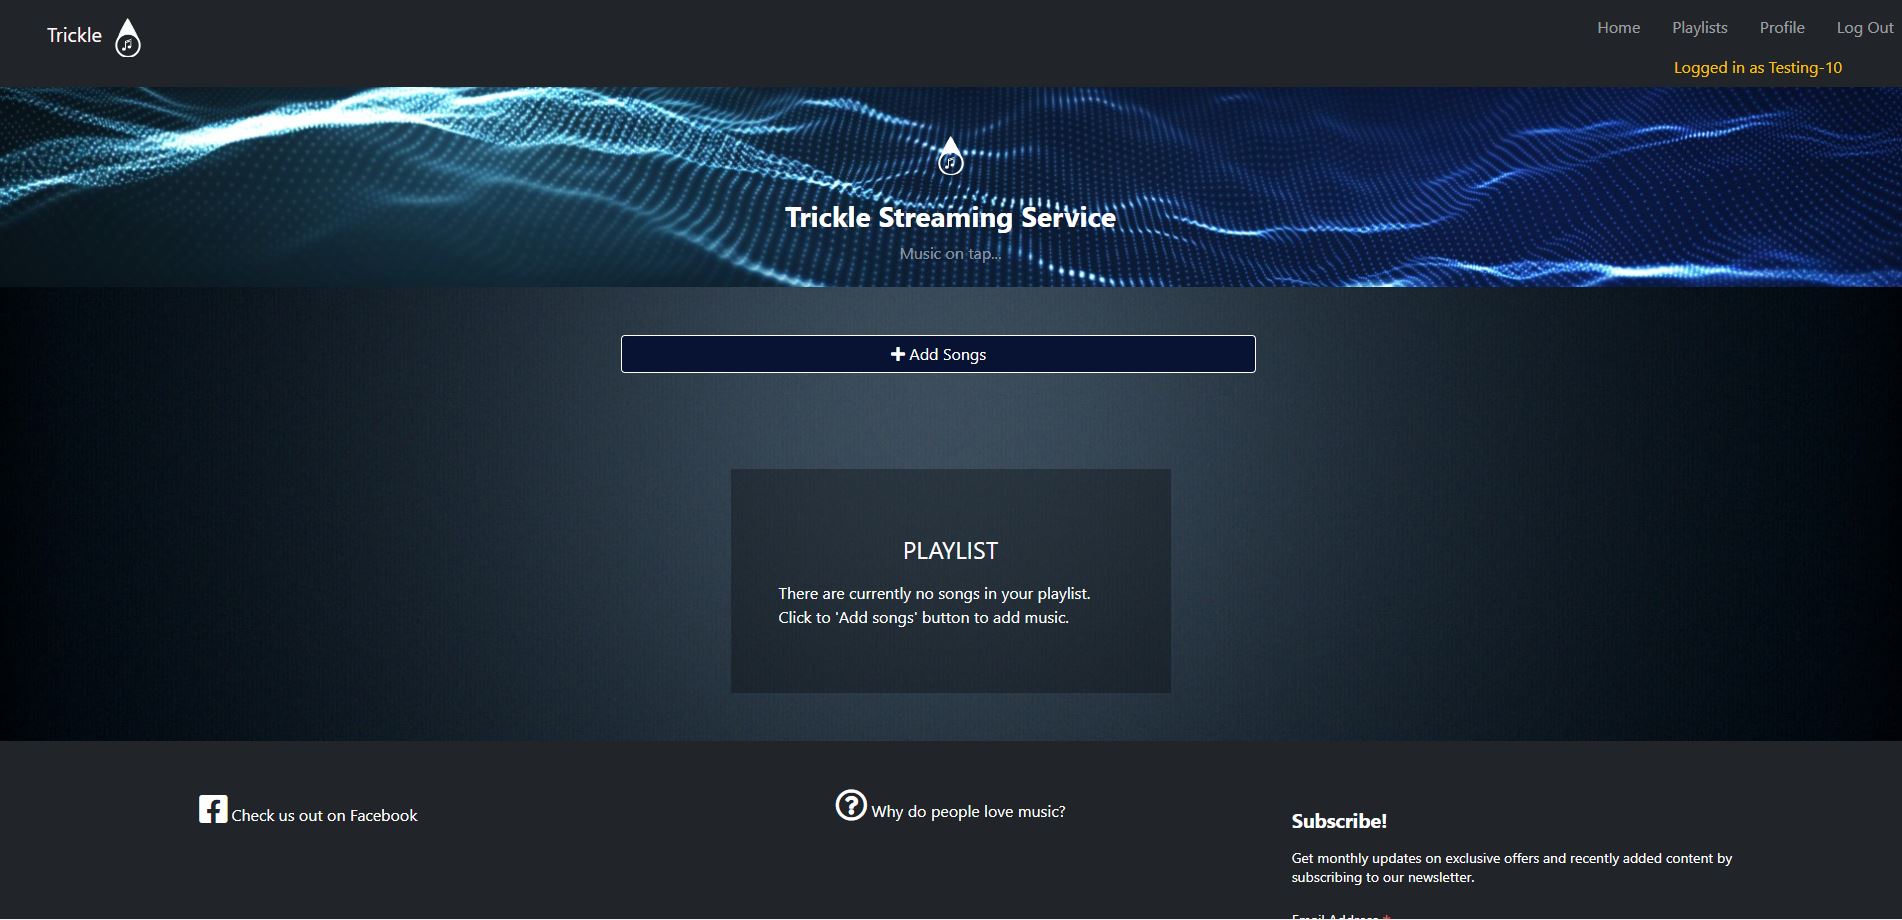 Trickle
Home Playlists Profile Log Out
Logged in as Testing-10
Trickle Streaming Service
Music on tap...
Add Songs
PLAYLIST
There are currently no songs in your playlist.
Click to 'Add songs' button to add music.
Check us out on Facebook
Why do people love music?
Subscribe!
Get monthly updates on exclusive offers and recently added content by
subscribing to our newsletter.
Email Address *